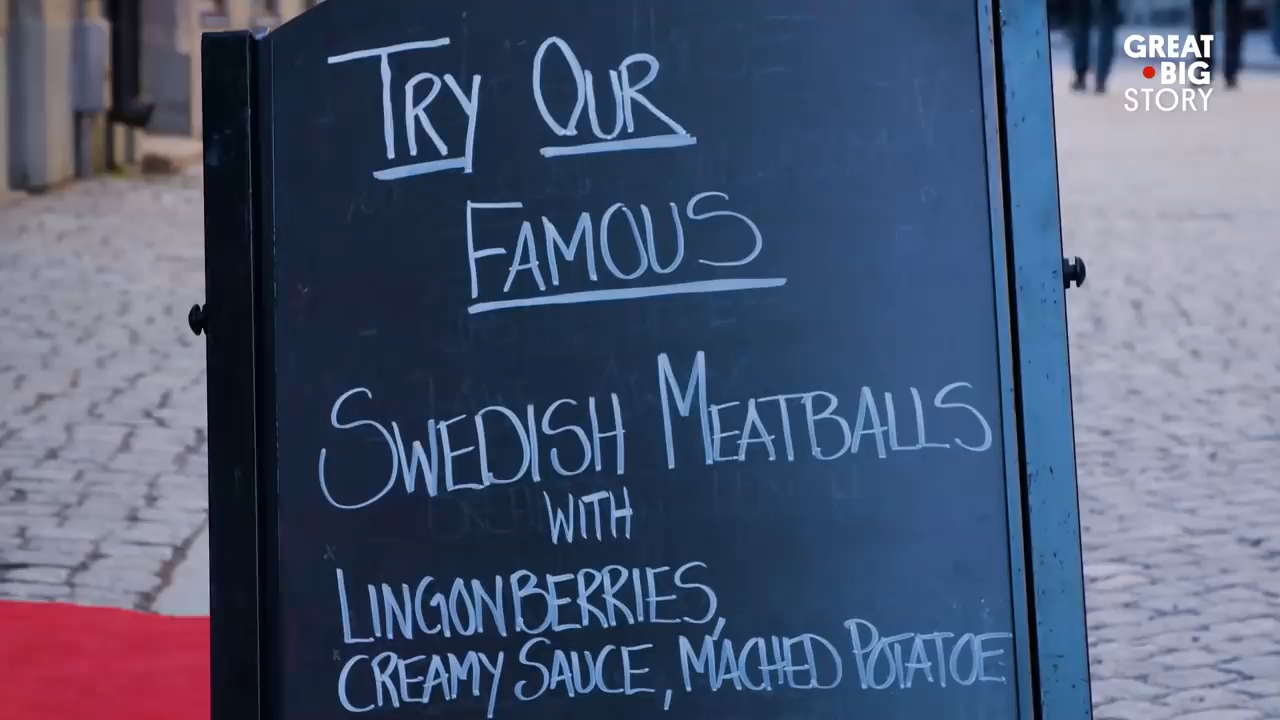 TRY OUR
FAMOUS
SWEDISH MEATBALLS
WITH
LINGONBERRIES,
CREAMY SAUCE, MACHED POTATOE
GREAT
BIG
STORY